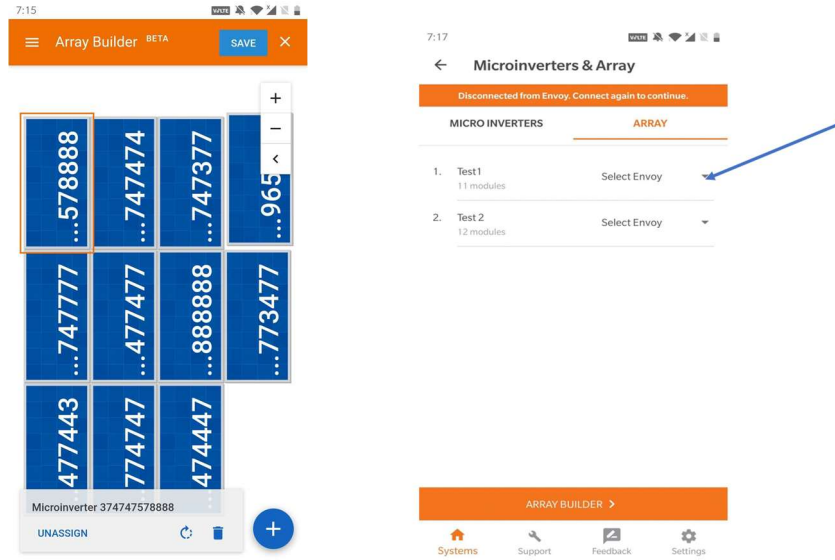 7:15
VoLTE
Array Builder BETA
SAVE
...578888
...747474
...747377
...965
...747777
...477477
...888888
...773477
...477443
...774747
...474447
Microinverter 374747578888
UNASSIGN
7:17
VoLTE
Microinverters & Array
Disconnected from Envoy. Connect again to continue.
MICRO INVERTERS
ARRAY
1. Test1
Select Envoy
11 modules
2. Test 2
Select Envoy
12 modules
ARRAY BUILDER >
Systems
Support
Feedback
Settings